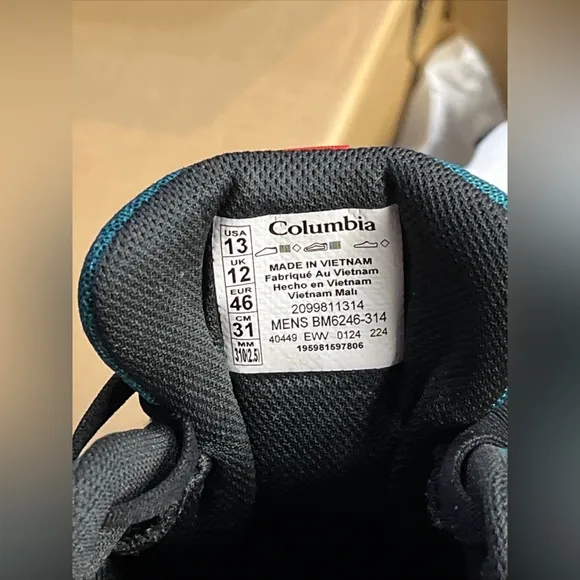 USA
13
UK
12
EUR
46
CM
31
MM
310(2.5)
Columbia
MADE IN VIETNAM
Fabriqué Au Vietnam
Hecho en Vietnam
Vietnam Malı
2099811314
MENS BM6246-314
40449 EWV 0124 224
195981597806